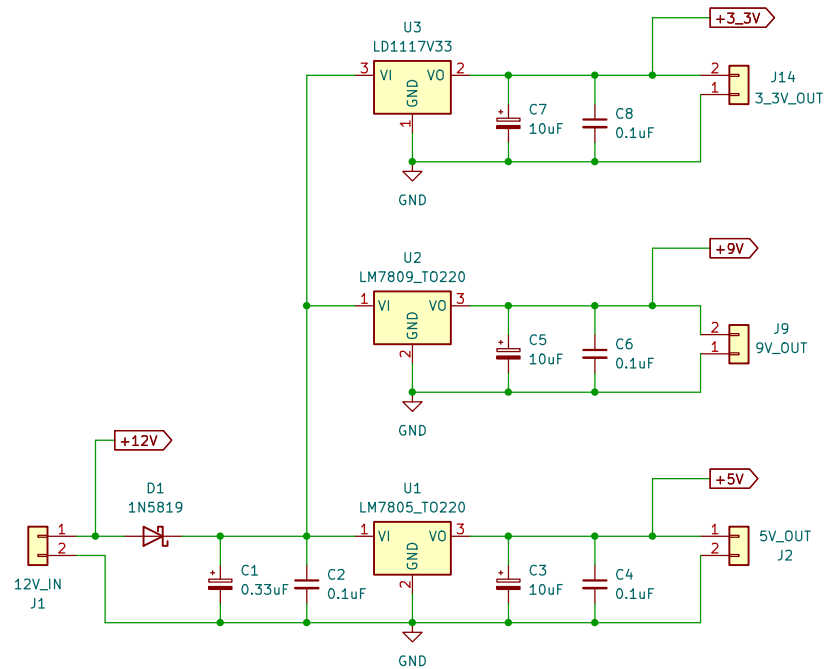 +3_3V
U3
LD1117V33
3 VI VO 2
GND
1
2
1
J14
3_3V_OUT
C7
10uF
C8
0.1uF
GND
+9V
U2
LM7809_TO220
1 VI VO 3
GND
2
2
1
J9
9V_OUT
C5
10uF
C6
0.1uF
GND
+12V
+5V
D1
1N5819
U1
LM7805_TO220
1
2
12V_IN
J1
1 VI VO 3
GND
2
1
2
5V_OUT
J2
C1
0.33uF
C2
0.1uF
C3
10uF
C4
0.1uF
GND